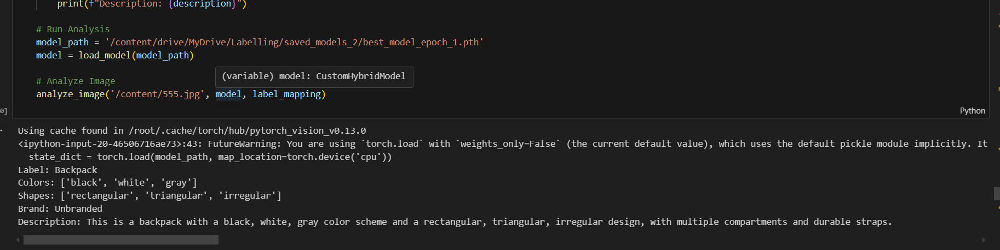 print(f"Description: {description}")
# Run Analysis
model_path = '/content/drive/MyDrive/Labelling/saved_models_2/best_model_epoch_1.pth'
model = load_model(model_path)
(variable) model: CustomHybridModel
# Analyze Image
analyze_image('/content/555.jpg', model, label_mapping)
0]
Python
Using cache found in /root/.cache/torch/hub/pytorch_vision_v0.13.0
<ipython-input-20-46506716ae73>:43: FutureWarning: You are using `torch.load` with `weights_only=False` (the current default value), which uses the default pickle module implicitly. It
state_dict = torch.load(model_path, map_location=torch.device('cpu'))
Label: Backpack
Colors: ['black', 'white', 'gray']
Shapes: ['rectangular', 'triangular', 'irregular']
Brand: Unbranded
Description: This is a backpack with a black, white, gray color scheme and a rectangular, triangular, irregular design, with multiple compartments and durable straps.